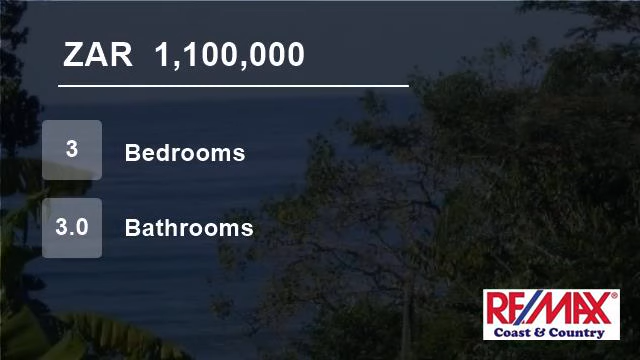 ZAR 1,100,000
3 Bedrooms
3.0 Bathrooms
RE/MAX®
Coast & Country